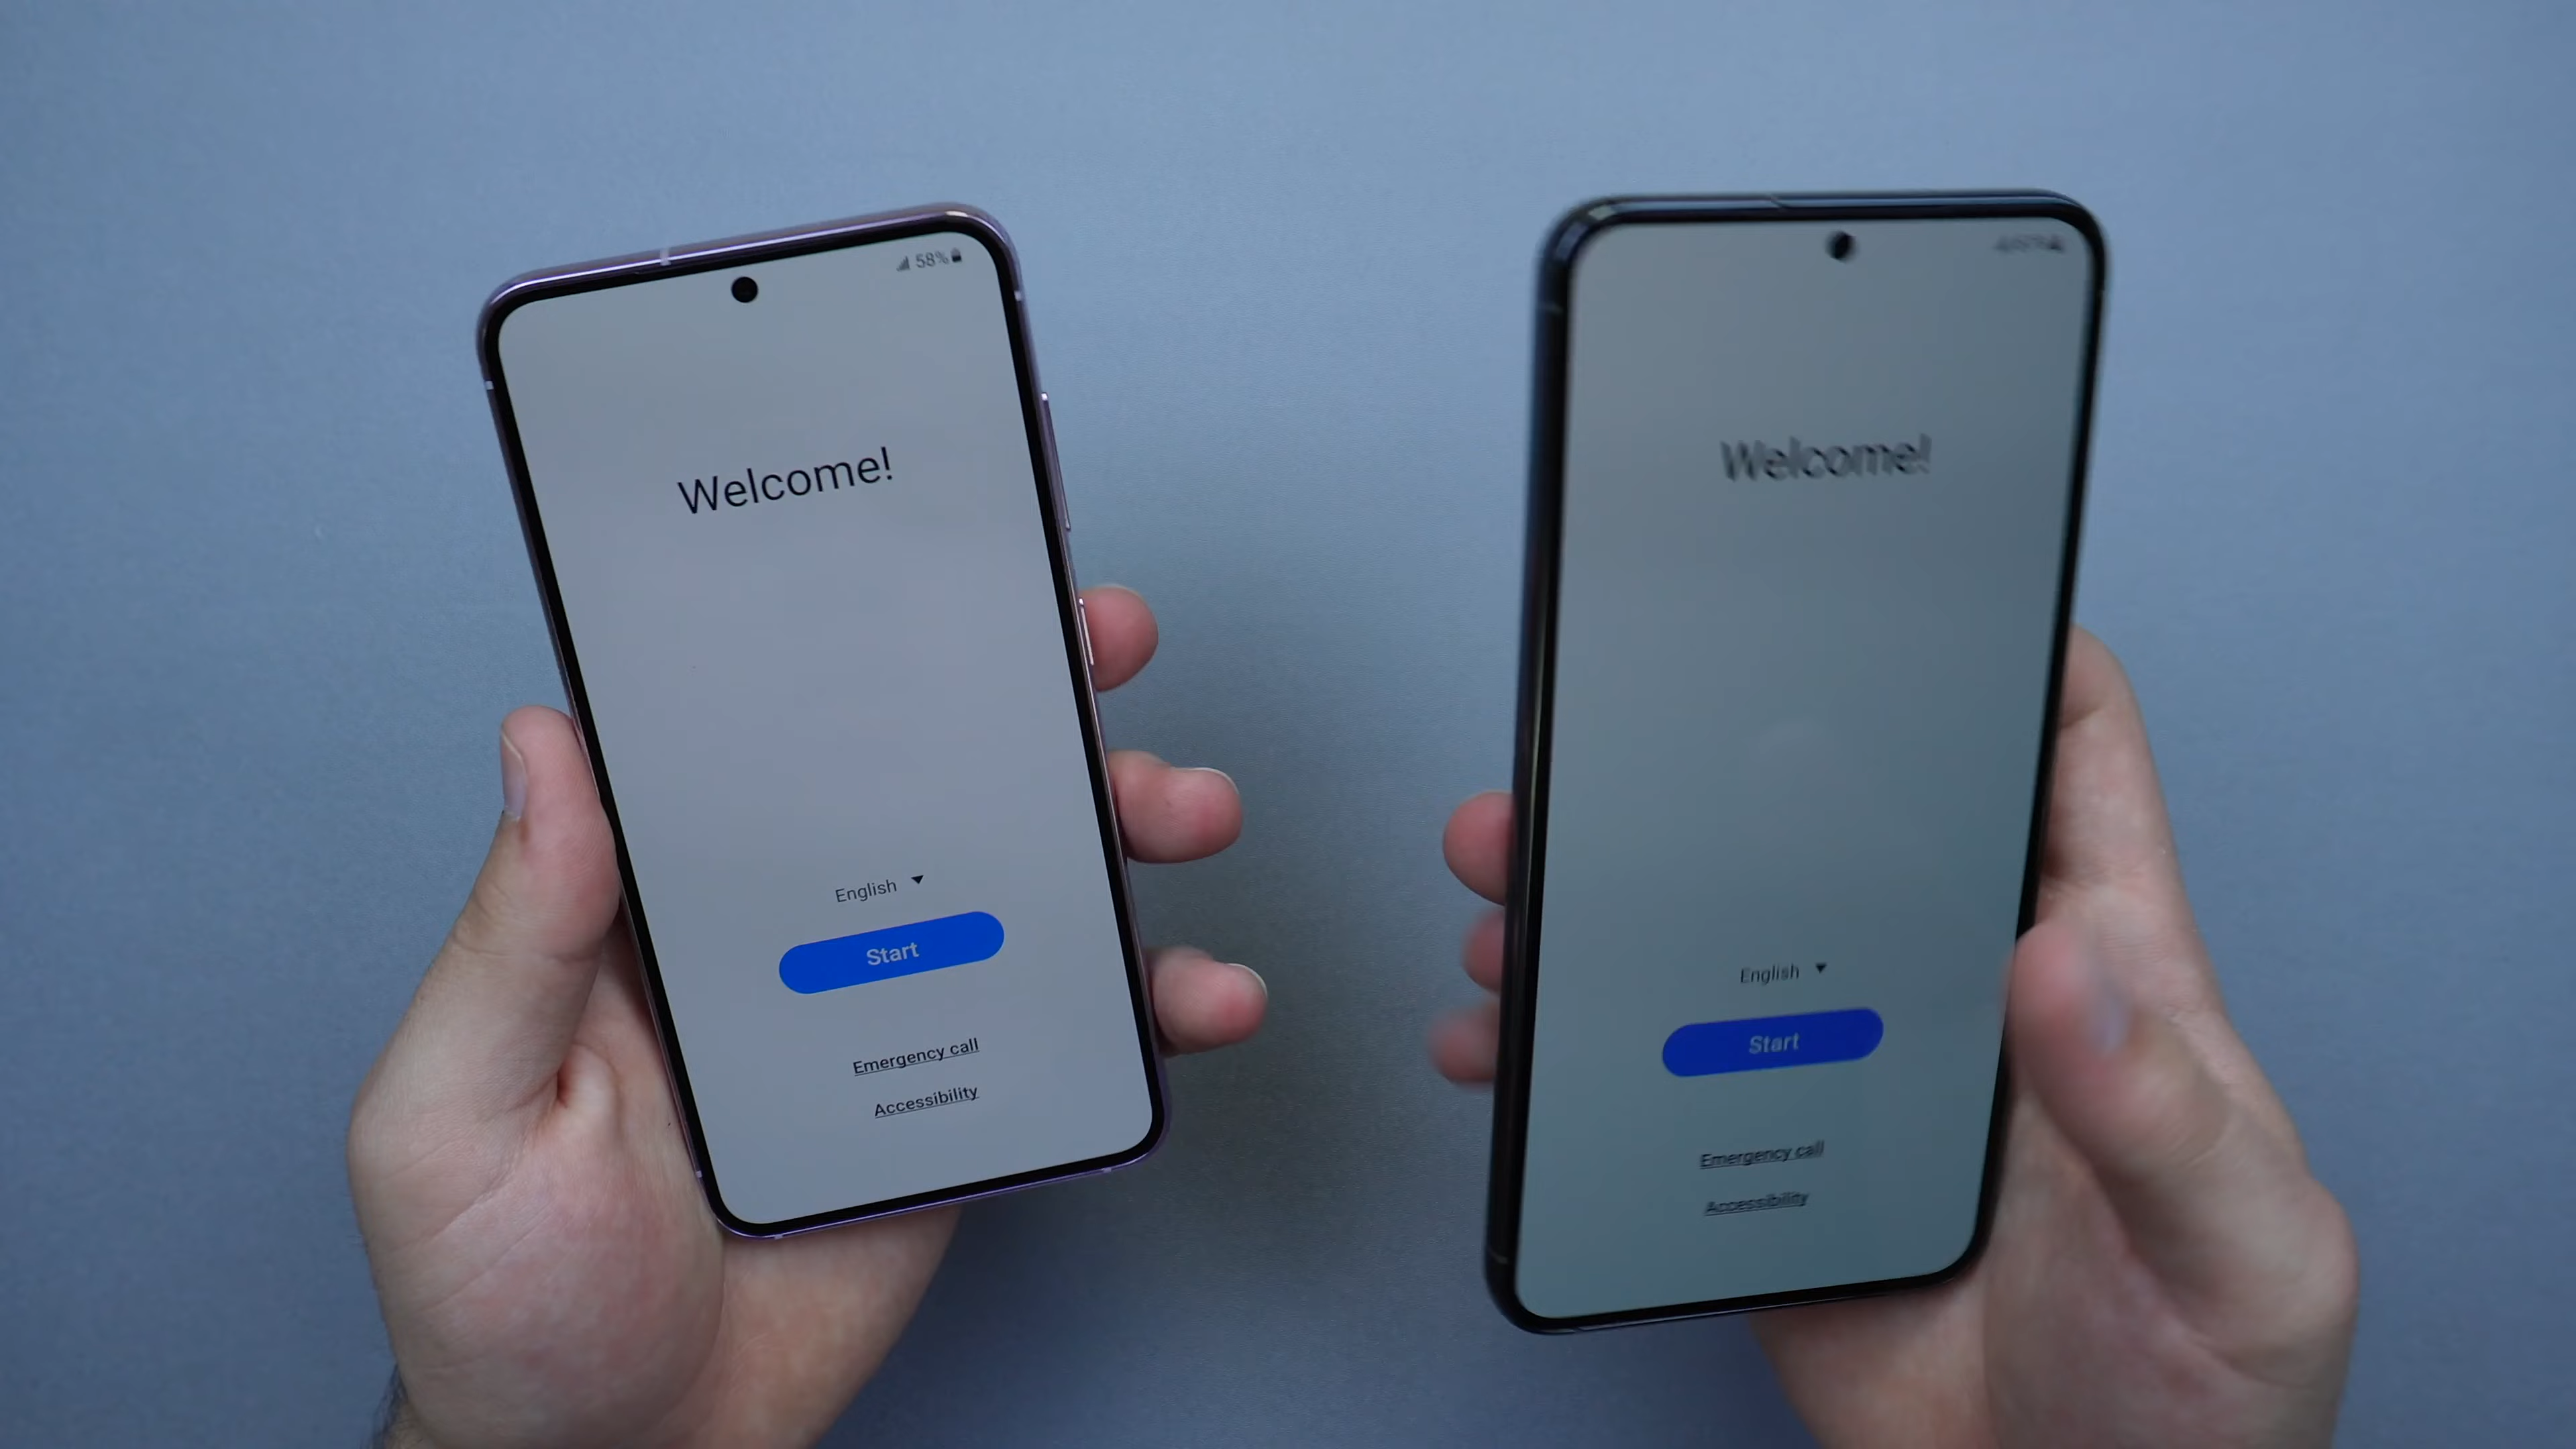 58%
Welcome!
English
Start
Emergency call
Accessibility
Welcome!
English
Start
Emergency call
Accessibility